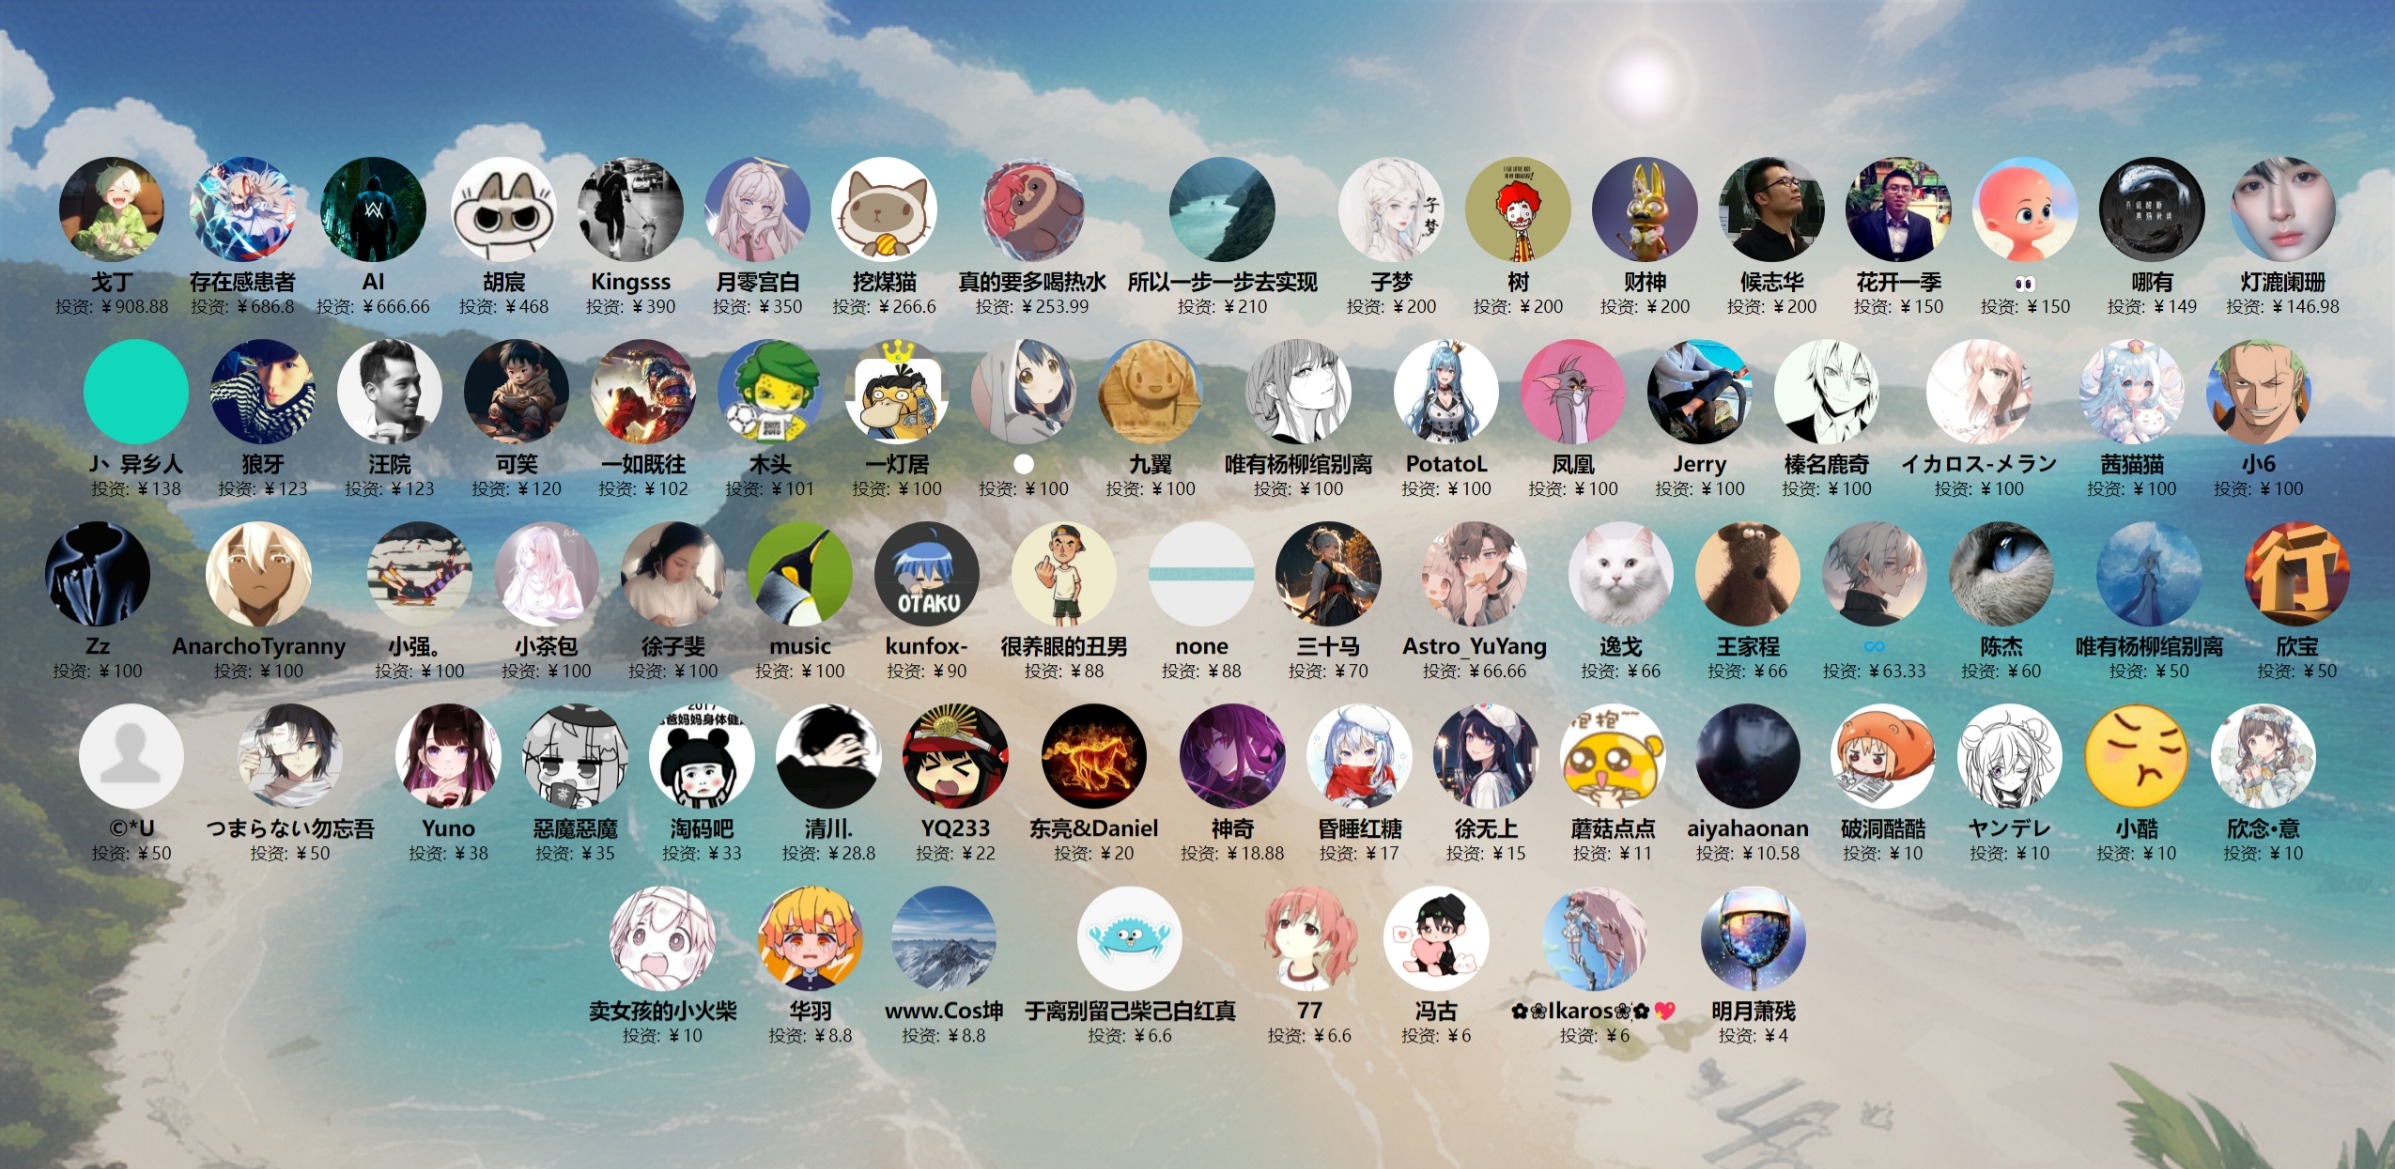 戈丁
投资: ¥908.88
存在感患者
投资: ¥686.8
AI
投资: ¥666.66
胡宸
投资: ¥468
Kingsss
投资: ¥390
月零宫白
投资: ¥350
挖煤猫
投资: ¥266.6
真的要多喝热水
投资: ¥253.99
所以一步一步去实现
投资: ¥210
子梦
子梦
投资: ¥200
树
投资: ¥200
财神
投资: ¥200
候志华
投资: ¥200
花开一季
投资: ¥150
👀
投资: ¥150
哪有
投资: ¥149
灯漉阑珊
投资: ¥146.98
J丶异乡人
投资: ¥138
狼牙
投资: ¥123
汪院
投资: ¥123
可笑
投资: ¥120
一如既往
投资: ¥102
木头
投资: ¥101
一灯居
投资: ¥100
投资: ¥100
九翼
投资: ¥100
唯有杨柳绾别离
投资: ¥100
PotatoL
投资: ¥100
凤凰
投资: ¥100
Jerry
投资: ¥100
榛名鹿奇
投资: ¥100
イカロス-メラン
投资: ¥100
茜猫猫
投资: ¥100
小6
投资: ¥100
Zz
投资: ¥100
AnarchoTyranny
投资: ¥100
小强。
投资: ¥100
小茶包
投资: ¥100
徐子斐
投资: ¥100
music
投资: ¥100
OTAKU
kunfox-
投资: ¥90
很养眼的丑男
投资: ¥88
none
投资: ¥88
三十马
投资: ¥70
Astro_YuYang
投资: ¥66.66
逸戈
投资: ¥66
王家程
投资: ¥66
∞
投资: ¥63.33
陈杰
投资: ¥60
唯有杨柳绾别离
投资: ¥50
行
欣宝
投资: ¥50
©*U
投资: ¥50
つまらない勿忘吾
投资: ¥50
Yuno
投资: ¥38
茶
惡魔惡魔
投资: ¥35
2017
爸妈妈身体健
淘码吧
投资: ¥33
清川.
投资: ¥28.8
YQ233
投资: ¥22
东亮&Daniel
投资: ¥20
神奇
投资: ¥18.88
昏睡红糖
投资: ¥17
徐无上
投资: ¥15
抱抱~
蘑菇点点
投资: ¥11
aiyahaonan
投资: ¥10.58
破洞酷酷
投资: ¥10
ヤンデレ
投资: ¥10
小酷
投资: ¥10
欣念•意
投资: ¥10
卖女孩的小火柴
投资: ¥10
华羽
投资: ¥8.8
www.Cos坤
投资: ¥8.8
于离别留己柴己白红真
投资: ¥6.6
77
投资: ¥6.6
冯古
投资: ¥6
✿❀Ikaros❀✿💖
投资: ¥6
明月萧残
投资: ¥4